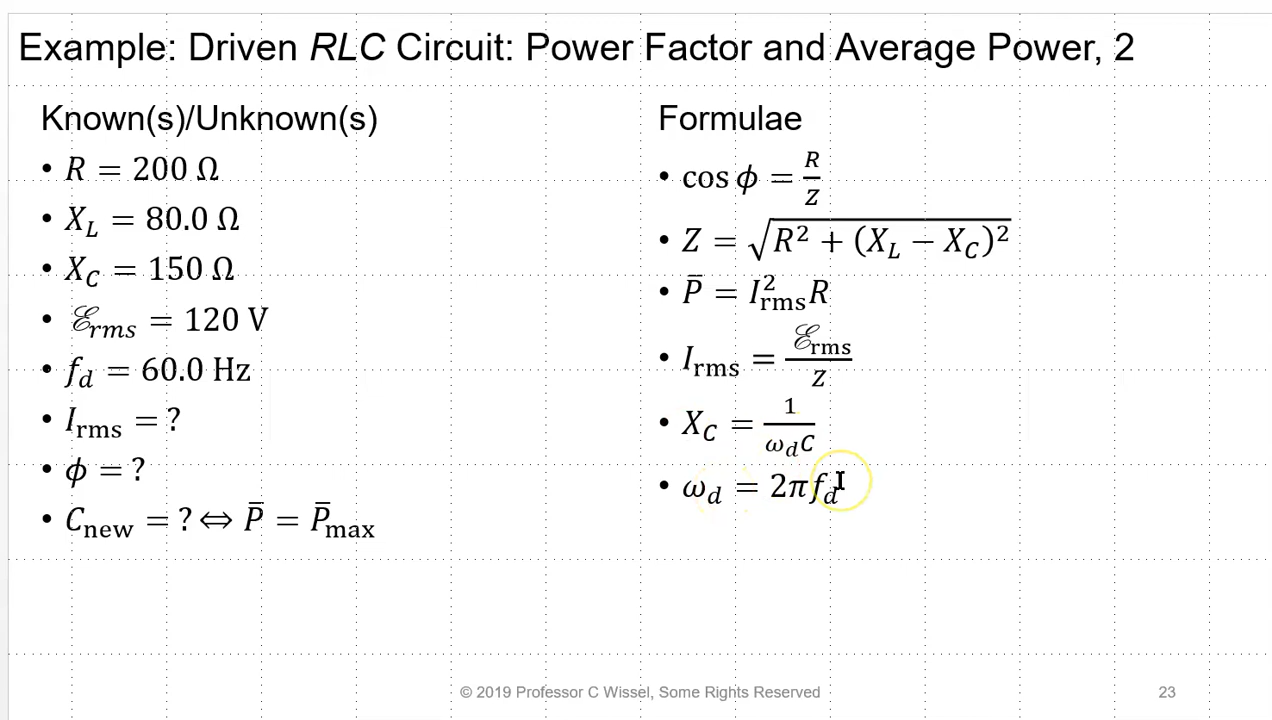 Example: Driven RLC Circuit: Power Factor and Average Power, 2
Known(s)/Unknown(s)
• R = 200 Ω
• X_L = 80.0 Ω
• X_C = 150 Ω
• ℰ_rms = 120 V
• f_d = 60.0 Hz
• I_rms = ?
• ϕ = ?
• C_new = ? ⇔ P̄ = P̄_max
Formulae
• cos ϕ = R/Z
• Z = √(R² + (X_L − X_C)²)
• P̄ = I²_rms R
• I_rms = ℰ_rms/Z
• X_C = 1/(ω_d C)
• ω_d = 2πf_d
© 2019 Professor C Wissel, Some Rights Reserved
23